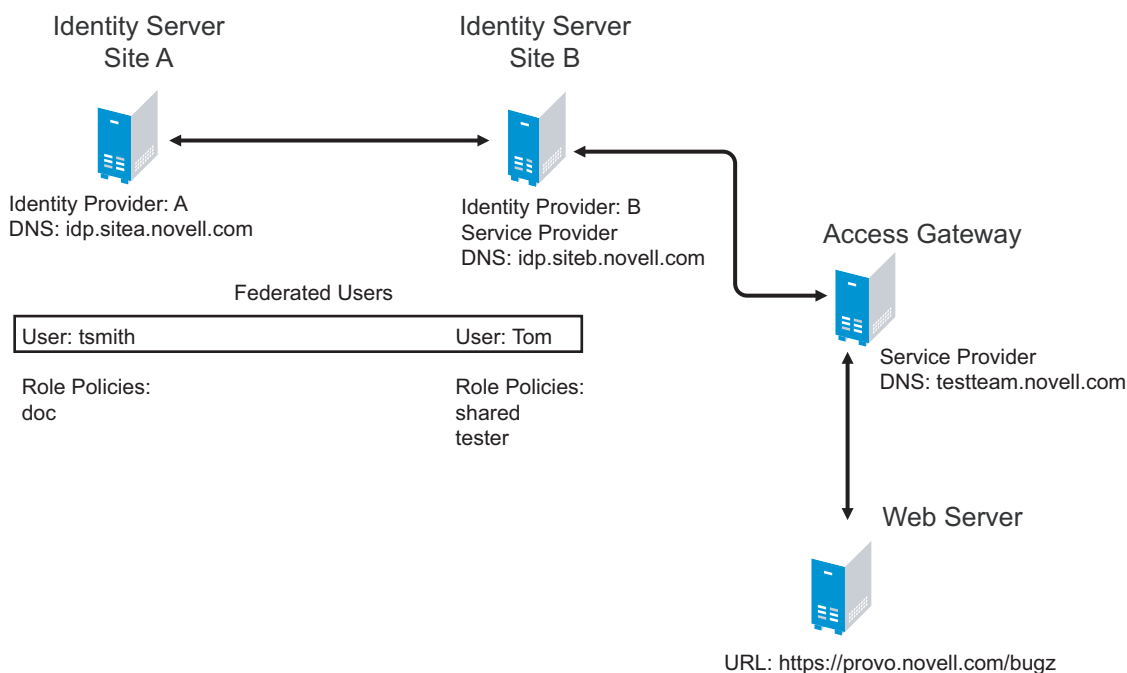 Identity Server
Site A
Identity Server
Site B
Identity Provider: A
DNS: idp.sitea.novell.com
Identity Provider: B
Service Provider
DNS: idp.siteb.novell.com
Access Gateway
Federated Users
User: tsmith
User: Tom
Role Policies:
doc
Role Policies:
shared
tester
Service Provider
DNS: testteam.novell.com
Web Server
URL: https://provo.novell.com/bugz